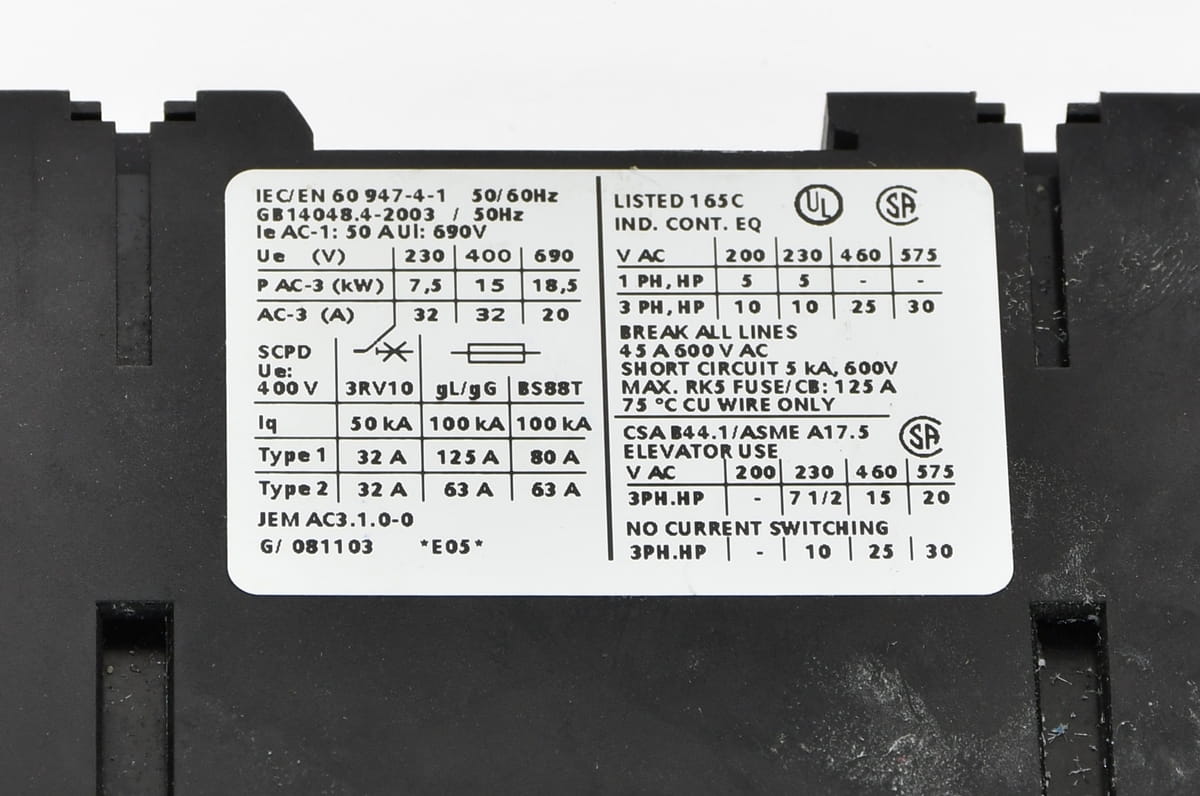 IEC/EN 60 947-4-1 50/60Hz
GB14048.4-2003 / 50Hz
Ie AC-1: 50 A UI: 690V
Ue (V) 230 400 690
P AC-3 (kW) 7,5 15 18,5
AC-3 (A) 32 32 20
SCPD
Ue:
400 V 3RV10 gL/gG BS88T
Iq 50 kA 100 kA 100 kA
Type 1 32 A 125 A 80 A
Type 2 32 A 63 A 63 A
JEM AC3.1.0-0
G/ 081103 *E05*
LISTED 165C UL SA
IND. CONT. EQ
V AC 200 230 460 575
1 PH, HP 5 5 - -
3 PH, HP 10 10 25 30
BREAK ALL LINES
45 A 600 V AC
SHORT CIRCUIT 5 kA, 600V
MAX. RK5 FUSE/CB: 125 A
75 °C CU WIRE ONLY
CSA B44.1/ASME A17.5 SA
ELEVATOR USE
V AC 200 230 460 575
3PH.HP - 7 1/2 15 20
NO CURRENT SWITCHING
3PH.HP - 10 25 30